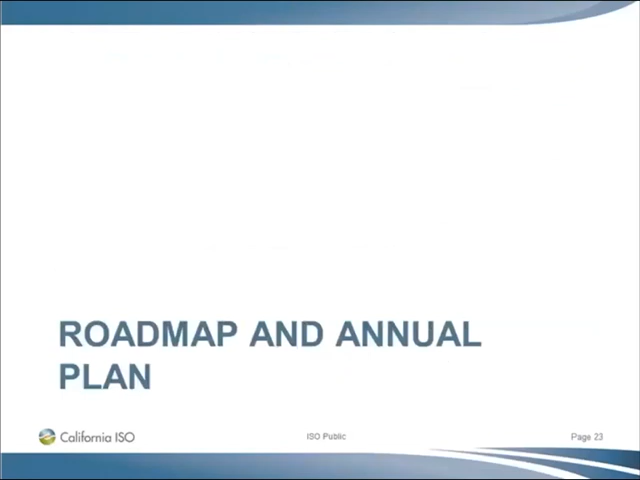 ROADMAP AND ANNUAL
PLAN
California ISO
ISO Public
Page 23